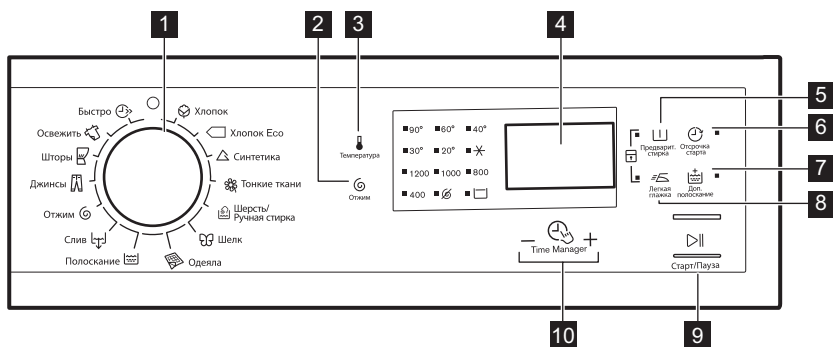 1
2
3
4
5
6
7
8
9
10
Быстро
Освежить
Шторы
Джинсы
Отжим
Слив
Полоскание
Хлопок
Хлопок Eco
Синтетика
Тонкие ткани
Шерсть/
Ручная стирка
Шелк
Одеяла
Температура
Отжим
90° 60° 40°
30° 20°
1200 1000 800
400
Time Manager
Предварит.
стирка
Отсрочка
старта
Легкая
глажка
Доп.
полоскание
Старт/Пауза